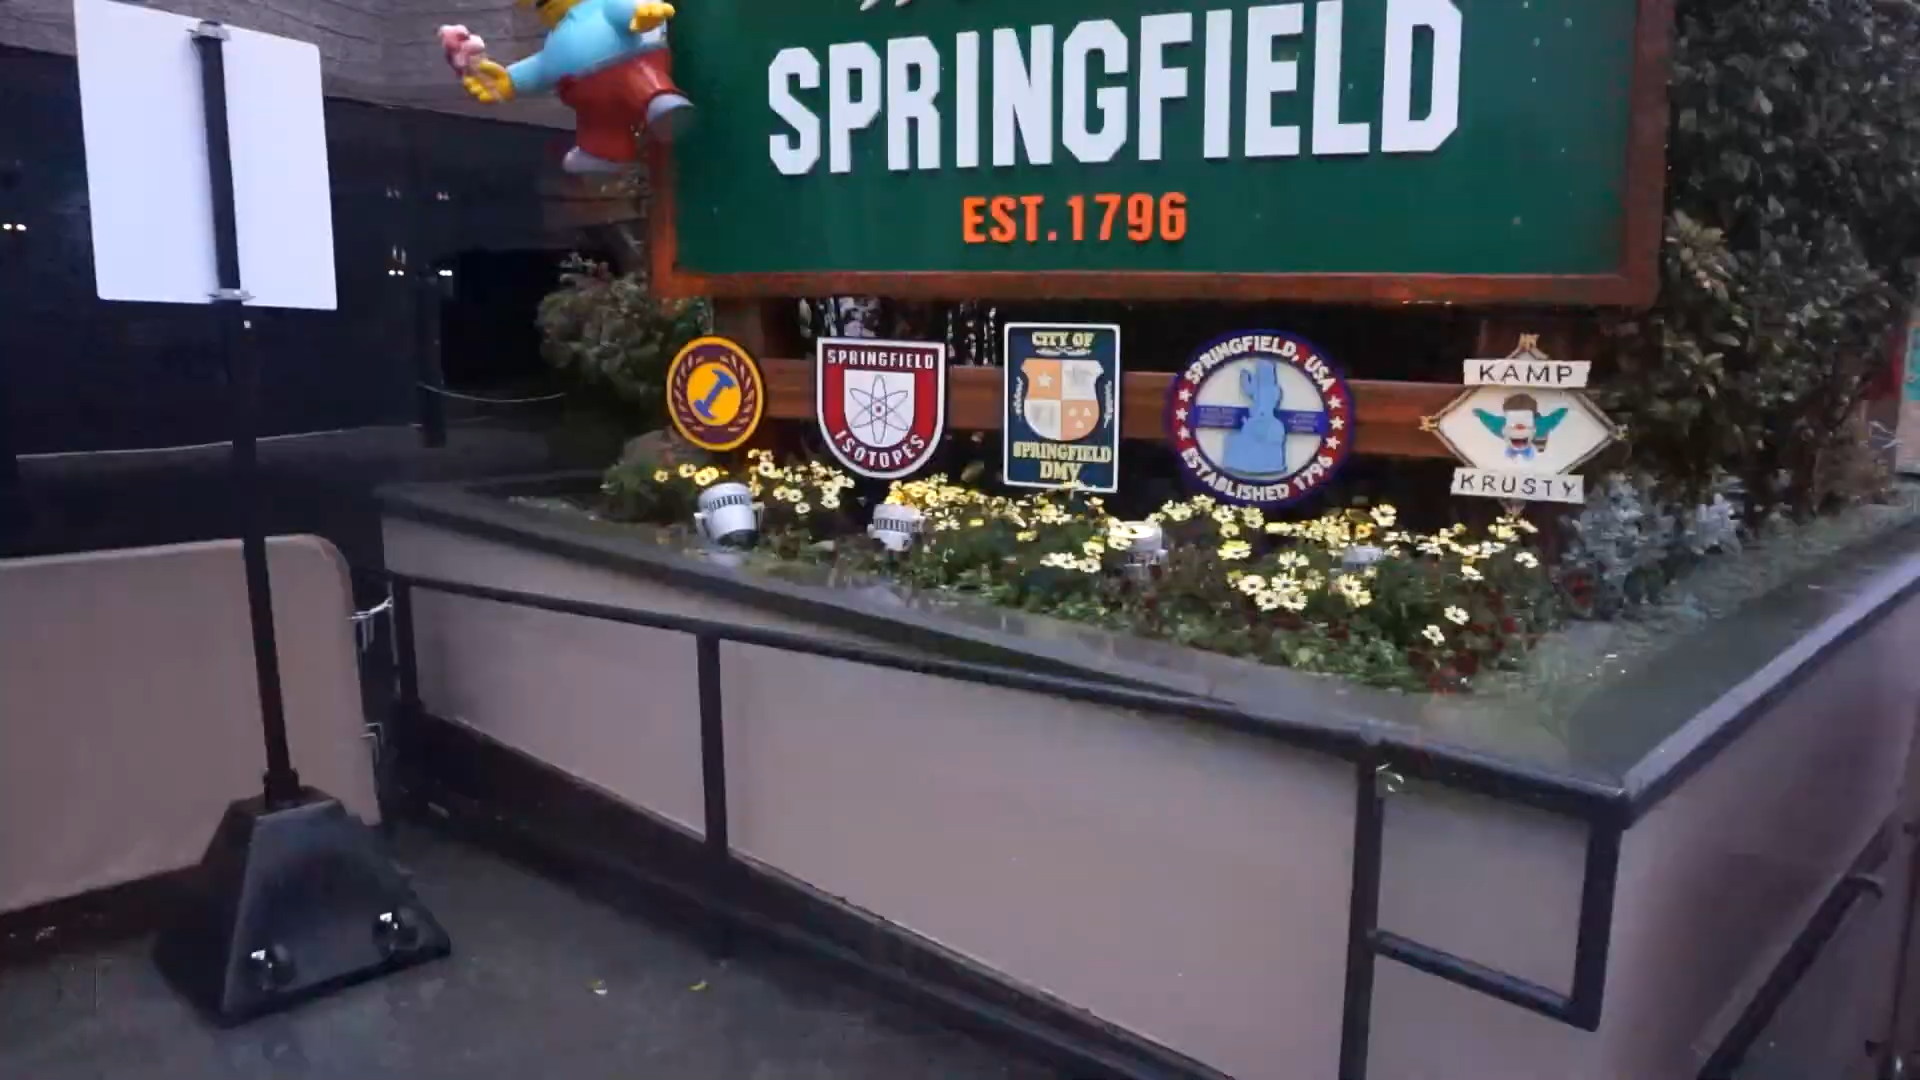 SPRINGFIELD
EST. 1796
SPRINGFIELD
ISOTOPES
CITY OF
SPRINGFIELD
DMV
SPRINGFIELD, USA
ESTABLISHED 1796
KAMP
KRUSTY